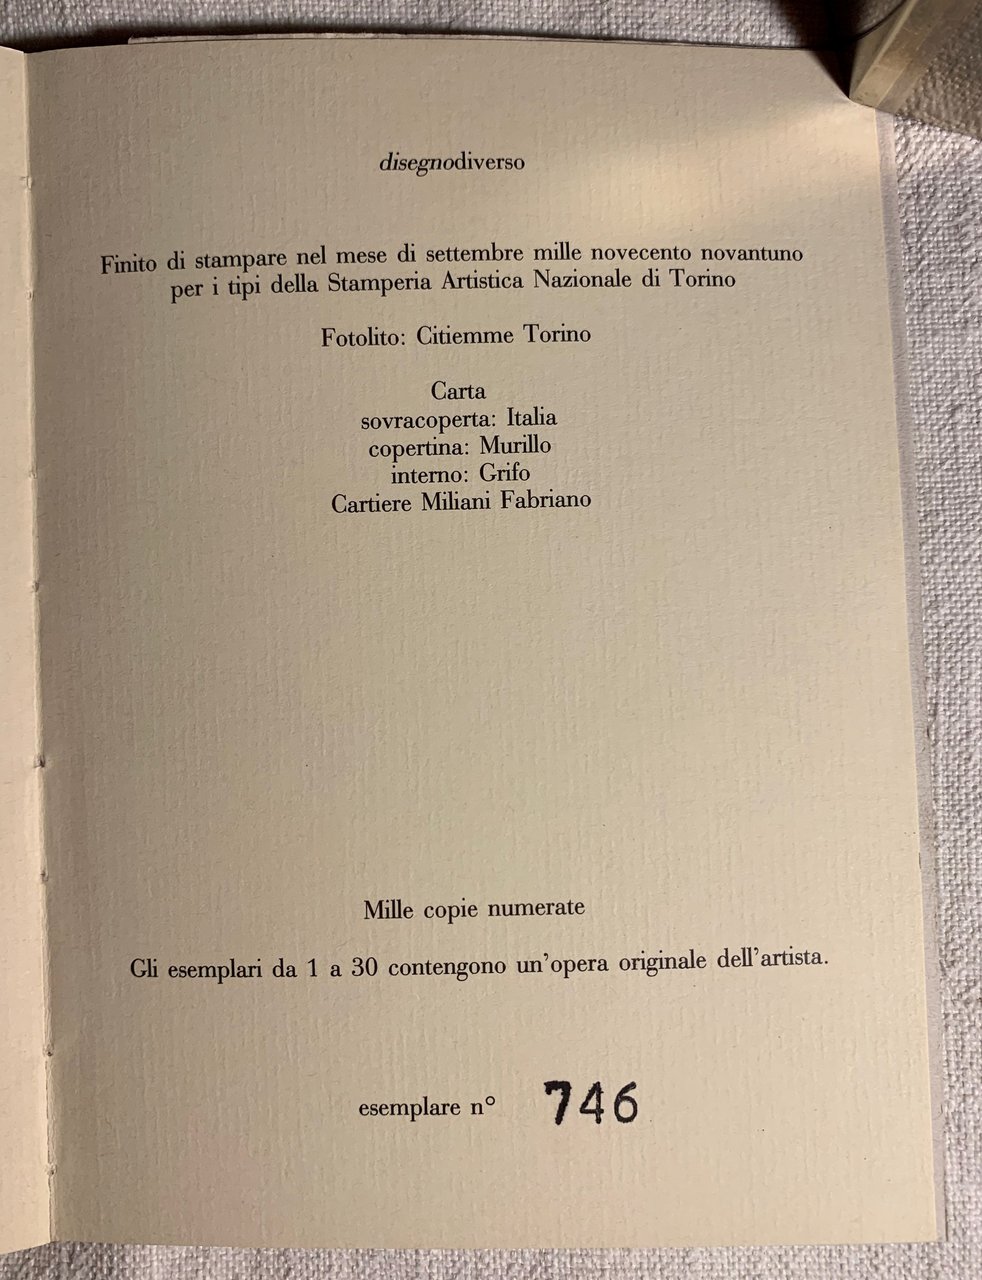 disegnodiverso
Finito di stampare nel mese di settembre mille novecento novantuno
per i tipi della Stamperia Artistica Nazionale di Torino
Fotolito: Citiemme Torino
Carta
sovracoperta: Italia
copertina: Murillo
interno: Grifo
Cartiere Miliani Fabriano
Mille copie numerate
Gli esemplari da 1 a 30 contengono un'opera originale dell'artista.
esemplare n° 746